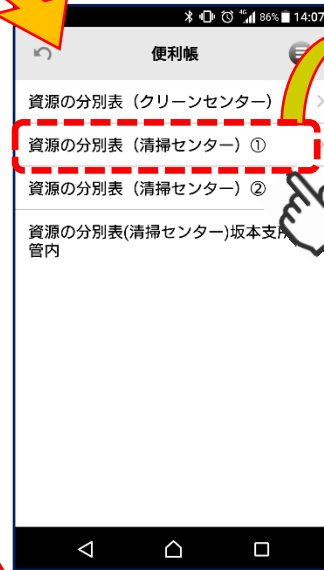 4G 86% 14:07
便利帳
資源の分別表（クリーンセンター）
資源の分別表（清掃センター）①
資源の分別表（清掃センター）②
資源の分別表(清掃センター)坂本支所
管内